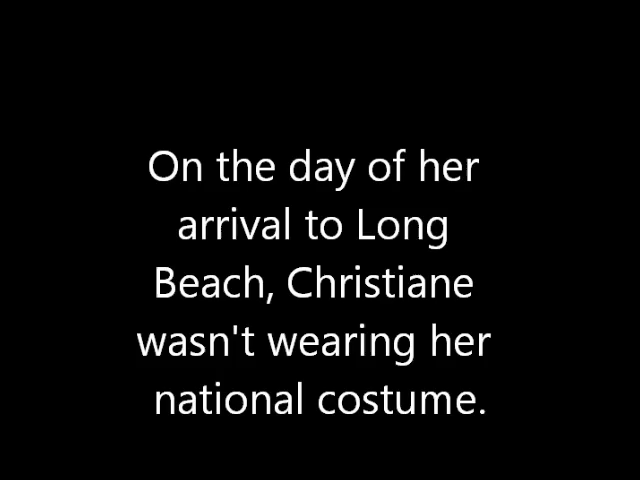 On the day of her
arrival to Long
Beach, Christiane
wasn't wearing her
national costume.